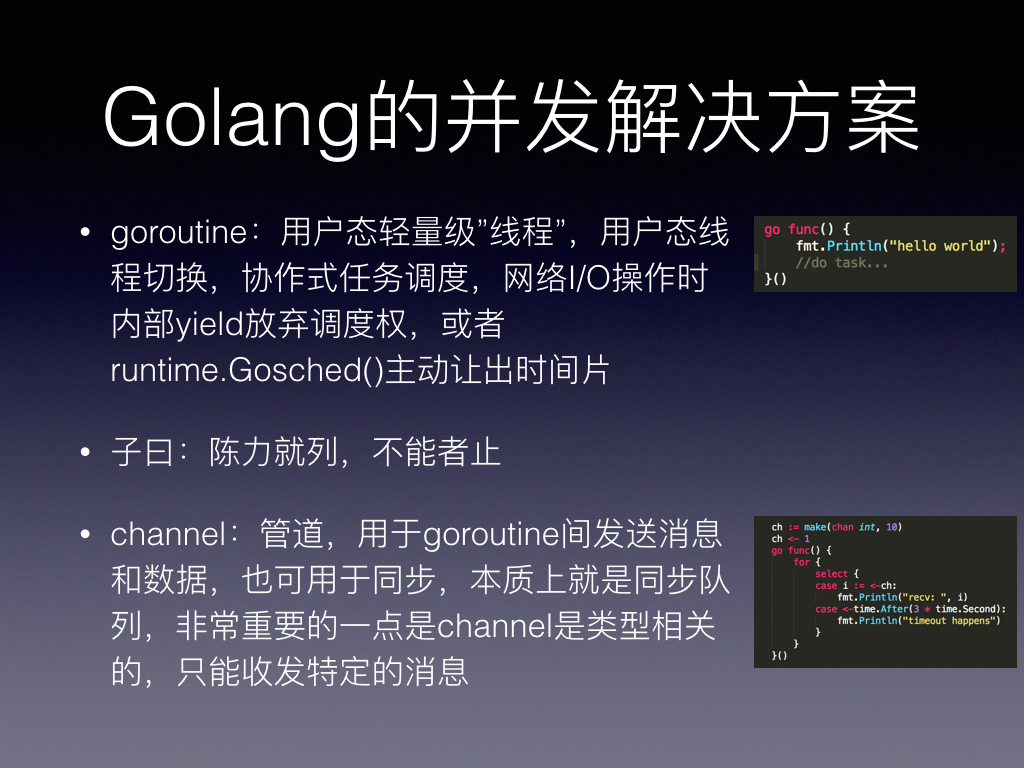 Golang的并发解决方案
• goroutine：用户态轻量级”线程”，用户态线
程切换，协作式任务调度，网络I/O操作时
内部yield放弃调度权，或者
runtime.Gosched()主动让出时间片
go func() {
    fmt.Println("hello world");
    //do task...
}()
• 子曰：陈力就列，不能者止
• channel：管道，用于goroutine间发送消息
和数据，也可用于同步，本质上就是同步队
列，非常重要的一点是channel是类型相关
的，只能收发特定的消息
ch := make(chan int, 10)
ch <- 1
go func() {
    for {
        select {
        case i := <-ch:
            fmt.Println("recv: ", i)
        case <-time.After(3 * time.Second):
            fmt.Println("timeout happens")
        }
    }
}()